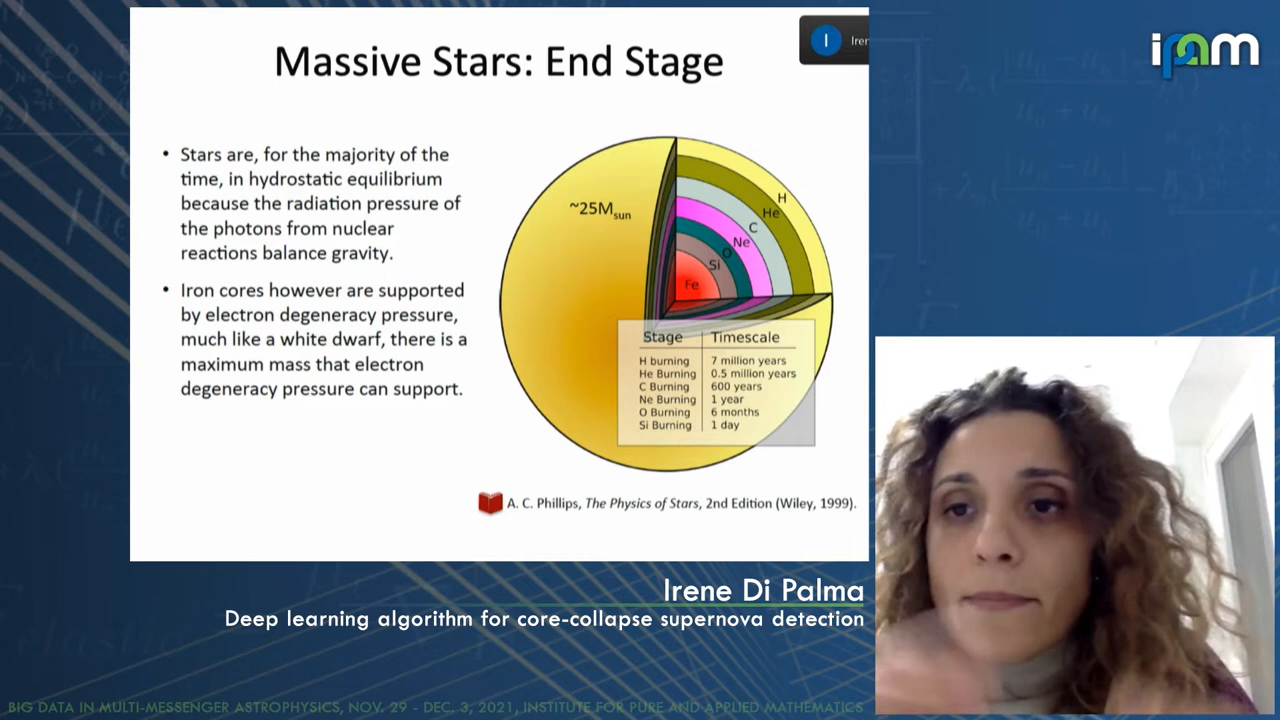 Massive Stars: End Stage
I
Iren
ipam
• Stars are, for the majority of the
time, in hydrostatic equilibrium
because the radiation pressure of
the photons from nuclear
reactions balance gravity.
• Iron cores however are supported
by electron degeneracy pressure,
much like a white dwarf, there is a
maximum mass that electron
degeneracy pressure can support.
~25Msun
H
He
C
Ne
O
Si
Fe
Stage Timescale
H burning 7 million years
He Burning 0.5 million years
C Burning 600 years
Ne Burning 1 year
O Burning 6 months
Si Burning 1 day
A. C. Phillips, The Physics of Stars, 2nd Edition (Wiley, 1999).
Irene Di Palma
Deep learning algorithm for core-collapse supernova detection
BIG DATA IN MULTI-MESSENGER ASTROPHYSICS, NOV. 29 - DEC. 3, 2021, INSTITUTE FOR PURE AND APPLIED MATHEMATICS